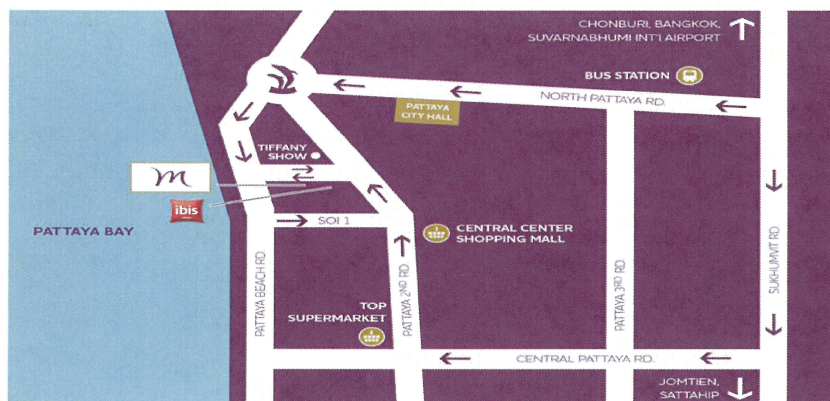 CHONBURI, BANGKOK,
SUVARNABHUMI INT'L AIRPORT
BUS STATION
NORTH PATTAYA RD.
PATTAYA
CITY HALL
TIFFANY
SHOW
m
ibis
PATTAYA BAY
SOI 1
CENTRAL CENTER
SHOPPING MALL
PATTAYA BEACH RD.
PATTAYA 2ND RD.
PATTAYA 3RD RD.
SUKHUMVIT RD.
TOP
SUPERMARKET
CENTRAL PATTAYA RD.
JOMTIEN,
SATTAHIP